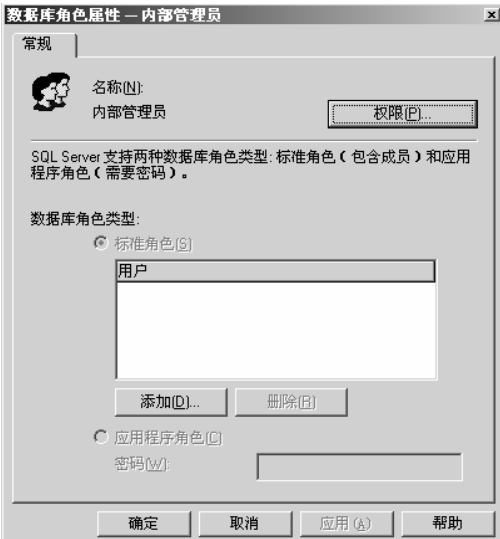 数据库角色属性 — 内部管理员
常规
名称(N):
内部管理员
权限(P)...
SQL Server 支持两种数据库角色类型: 标准角色（包含成员）和应用
程序角色（需要密码）。
数据库角色类型:
标准角色(S)
用户
添加(D)...
删除(R)
应用程序角色(C)
密码(W):
确定
取消
应用(A)
帮助